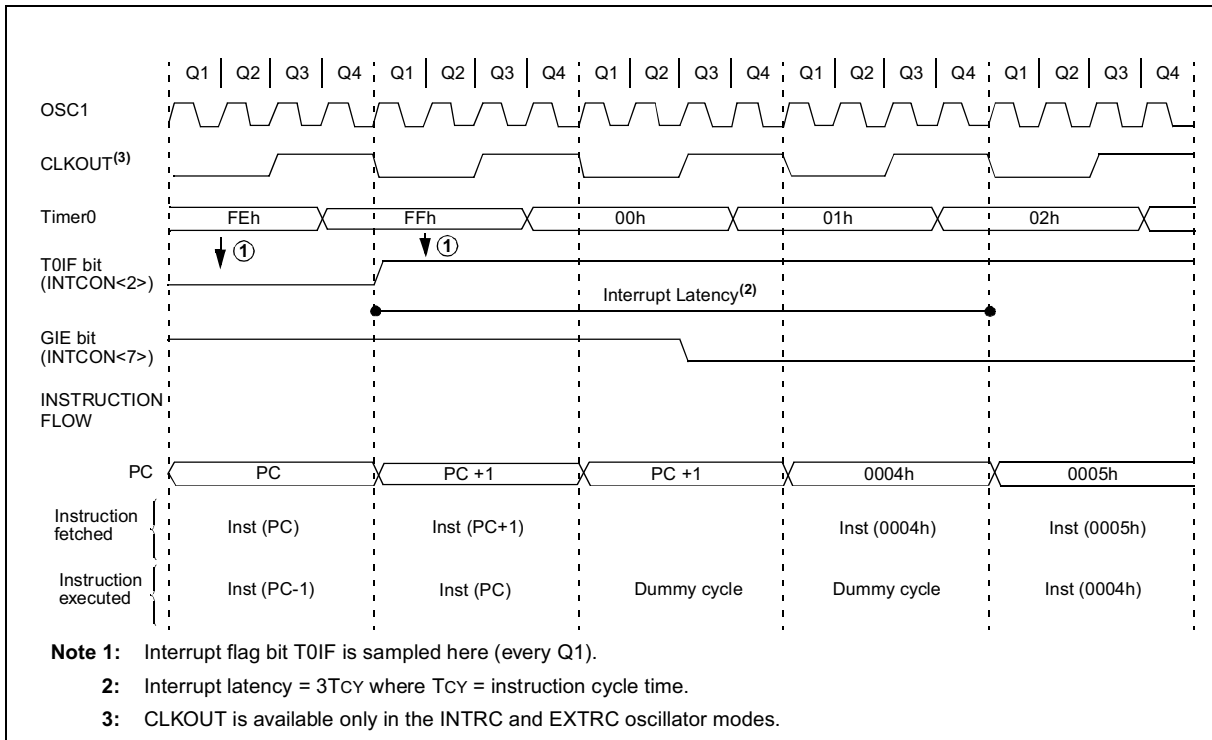 Q1 Q2 Q3 Q4 Q1 Q2 Q3 Q4 Q1 Q2 Q3 Q4 Q1 Q2 Q3 Q4 Q1 Q2 Q3 Q4
OSC1
CLKOUT(3)
Timer0 FEh FFh 00h 01h 02h
1 1
T0IF bit
(INTCON<2>)
Interrupt Latency(2)
GIE bit
(INTCON<7>)
INSTRUCTION
FLOW
PC PC PC +1 PC +1 0004h 0005h
Instruction
fetched
Inst (PC) Inst (PC+1) Inst (0004h) Inst (0005h)
Instruction
executed
Inst (PC-1) Inst (PC) Dummy cycle Dummy cycle Inst (0004h)
Note 1: Interrupt flag bit T0IF is sampled here (every Q1).
2: Interrupt latency = 3TCY where TCY = instruction cycle time.
3: CLKOUT is available only in the INTRC and EXTRC oscillator modes.